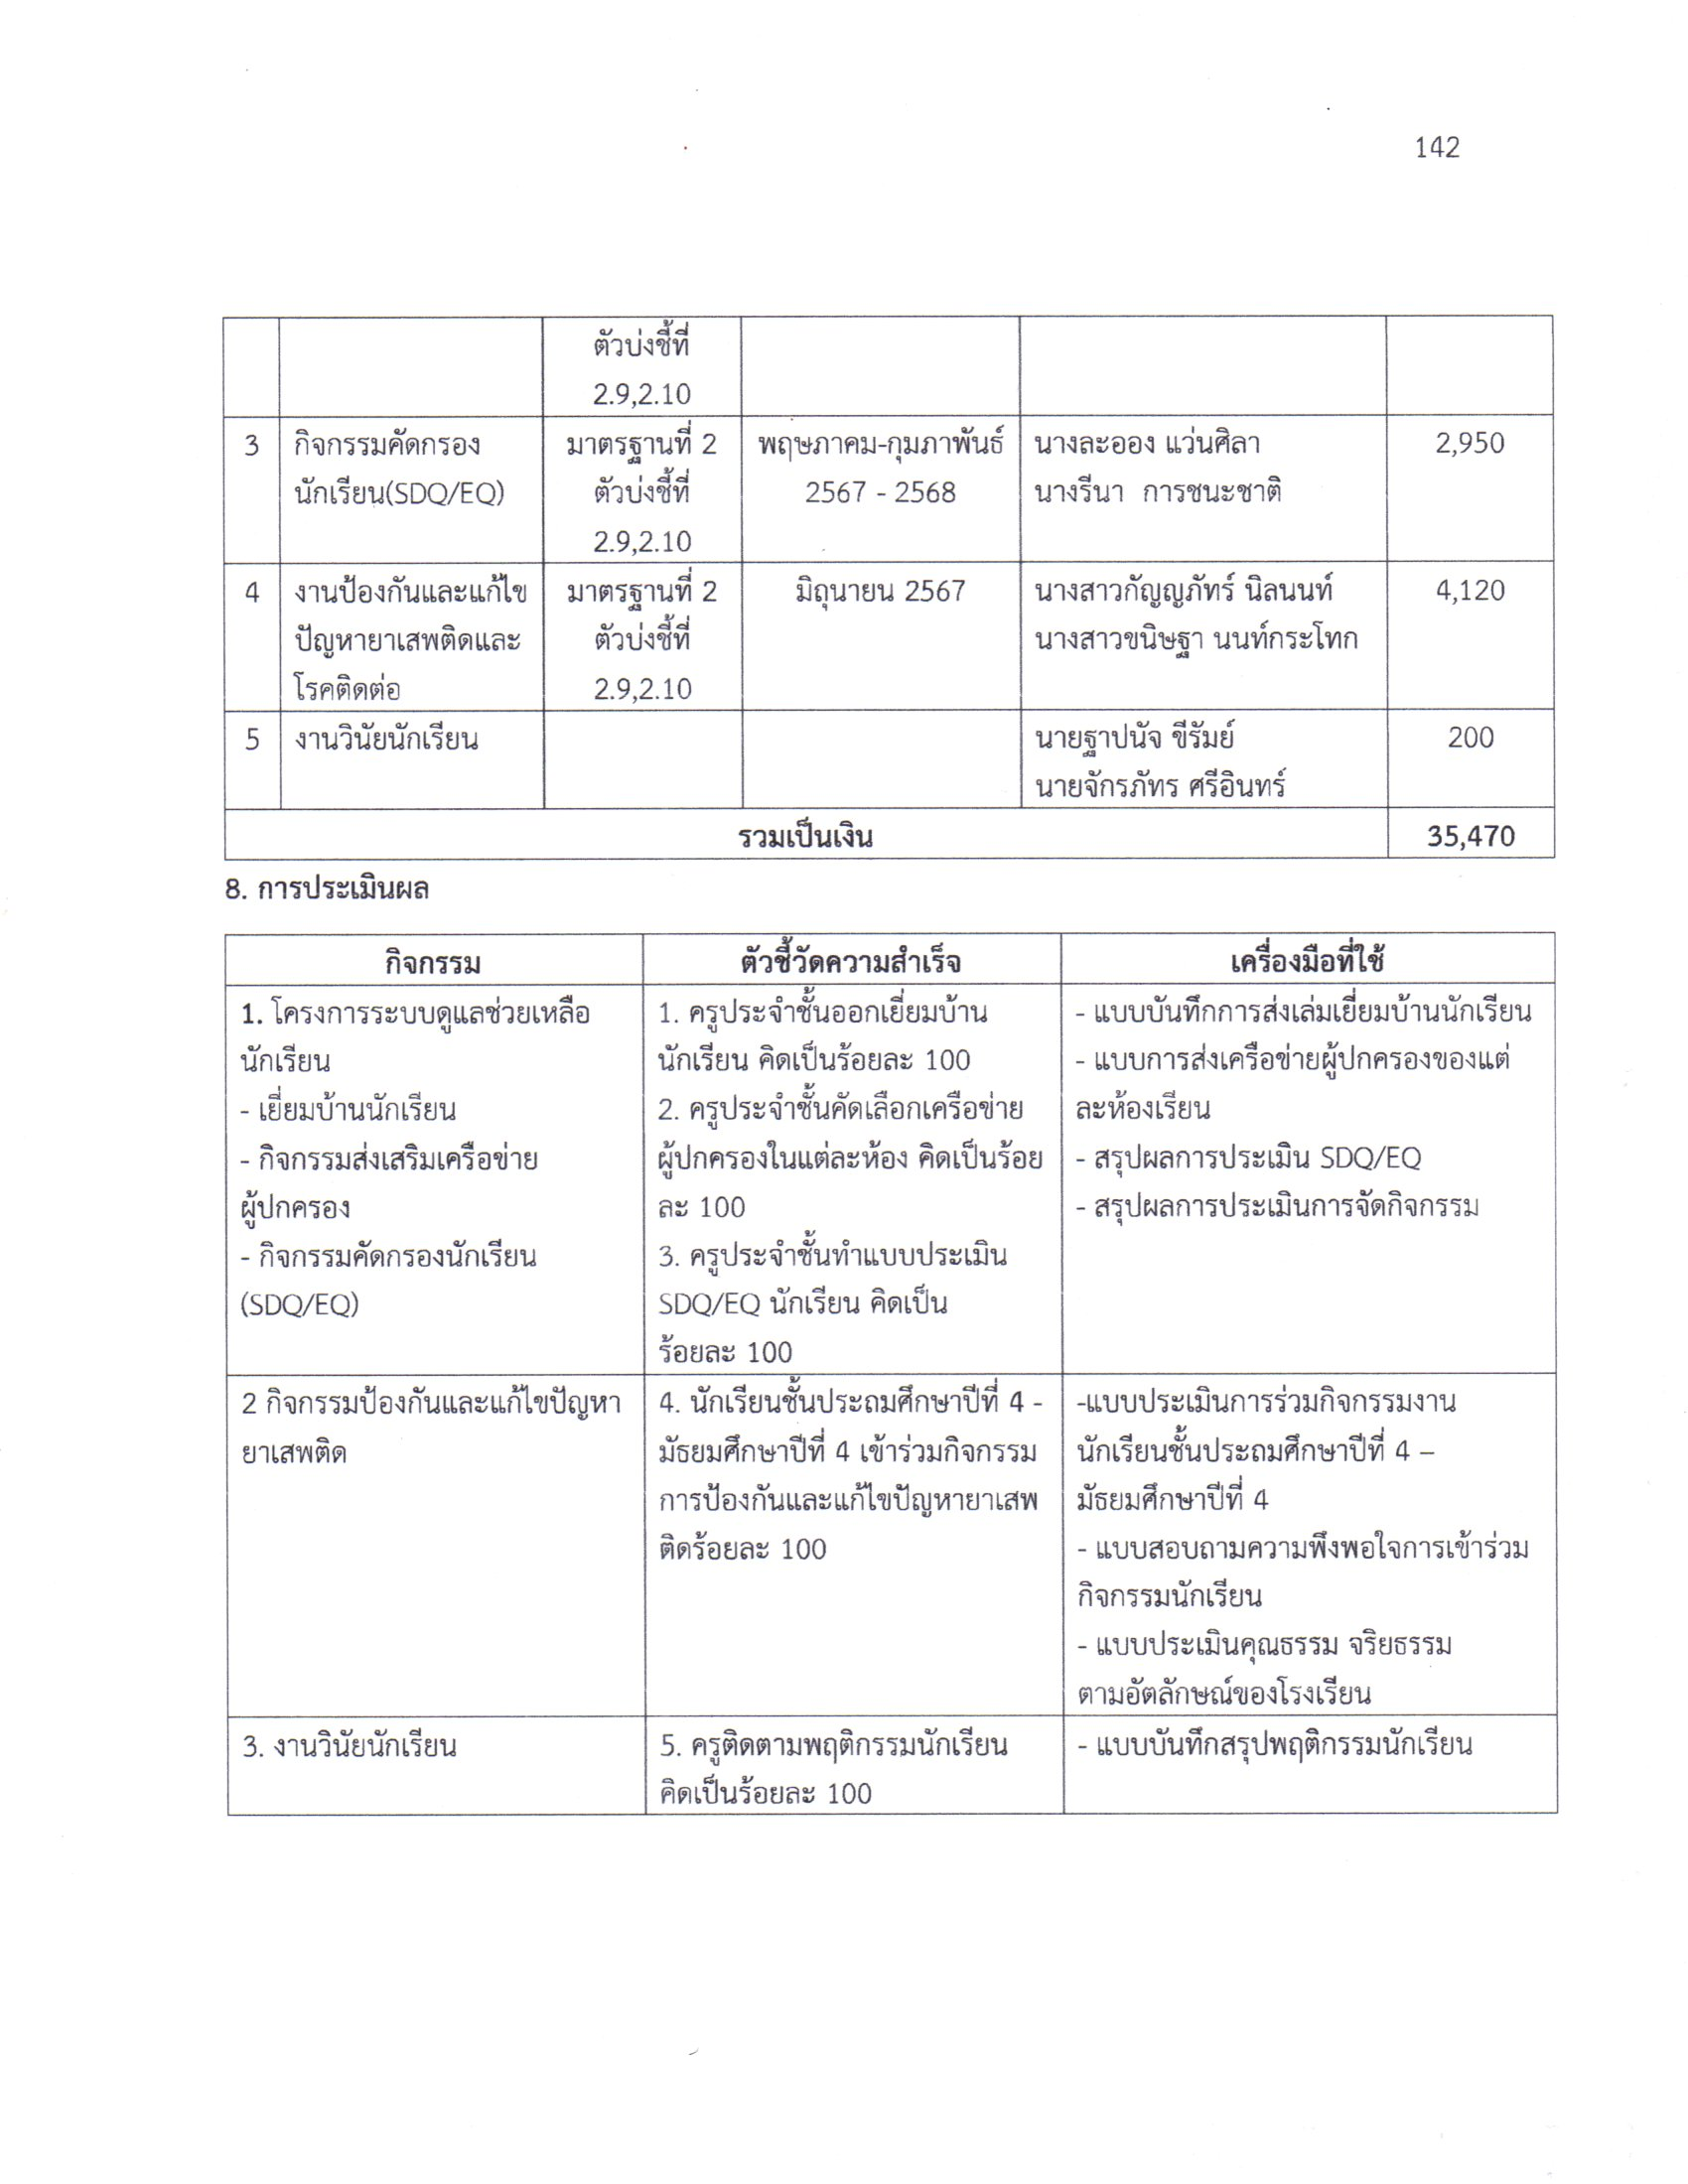 142
ตัวบ่งชี้ที่
2.9,2.10
3 กิจกรรมคัดกรอง มาตรฐานที่ 2 พฤษภาคม-กุมภาพันธ์ นางละออง แว่นศิลา 2,950
นักเรียน(SDQ/EQ) ตัวบ่งชี้ที่ 2567 - 2568 นางรีนา การชนะชาติ
2.9,2.10
4 งานป้องกันและแก้ไข มาตรฐานที่ 2 มิถุนายน 2567 นางสาวกัญญภัทร์ นิลนนท์ 4,120
ปัญหายาเสพติดและ ตัวบ่งชี้ที่ นางสาวขนิษฐา นนท์กระโทก
โรคติดต่อ 2.9,2.10
5 งานวินัยนักเรียน นายฐาปนัจ ขีรัมย์ 200
นายจักรภัทร ศรีอินทร์
รวมเป็นเงิน 35,470
8. การประเมินผล
กิจกรรม ตัวชี้วัดความสำเร็จ เครื่องมือที่ใช้
1. โครงการระบบดูแลช่วยเหลือ
นักเรียน
- เยี่ยมบ้านนักเรียน
- กิจกรรมส่งเสริมเครือข่าย
ผู้ปกครอง
- กิจกรรมคัดกรองนักเรียน
(SDQ/EQ)
1. ครูประจำชั้นออกเยี่ยมบ้าน
นักเรียน คิดเป็นร้อยละ 100
2. ครูประจำชั้นคัดเลือกเครือข่าย
ผู้ปกครองในแต่ละห้อง คิดเป็นร้อย
ละ 100
3. ครูประจำชั้นทำแบบประเมิน
SDQ/EQ นักเรียน คิดเป็น
ร้อยละ 100
- แบบบันทึกการส่งเล่มเยี่ยมบ้านนักเรียน
- แบบการส่งเครือข่ายผู้ปกครองของแต่
ละห้องเรียน
- สรุปผลการประเมิน SDQ/EQ
- สรุปผลการประเมินการจัดกิจกรรม
2 กิจกรรมป้องกันและแก้ไขปัญหา
ยาเสพติด
4. นักเรียนชั้นประถมศึกษาปีที่ 4 -
มัธยมศึกษาปีที่ 4 เข้าร่วมกิจกรรม
การป้องกันและแก้ไขปัญหายาเสพ
ติดร้อยละ 100
-แบบประเมินการร่วมกิจกรรมงาน
นักเรียนชั้นประถมศึกษาปีที่ 4 –
มัธยมศึกษาปีที่ 4
- แบบสอบถามความพึงพอใจการเข้าร่วม
กิจกรรมนักเรียน
- แบบประเมินคุณธรรม จริยธรรม
ตามอัตลักษณ์ของโรงเรียน
3. งานวินัยนักเรียน
5. ครูติดตามพฤติกรรมนักเรียน
คิดเป็นร้อยละ 100
- แบบบันทึกสรุปพฤติกรรมนักเรียน